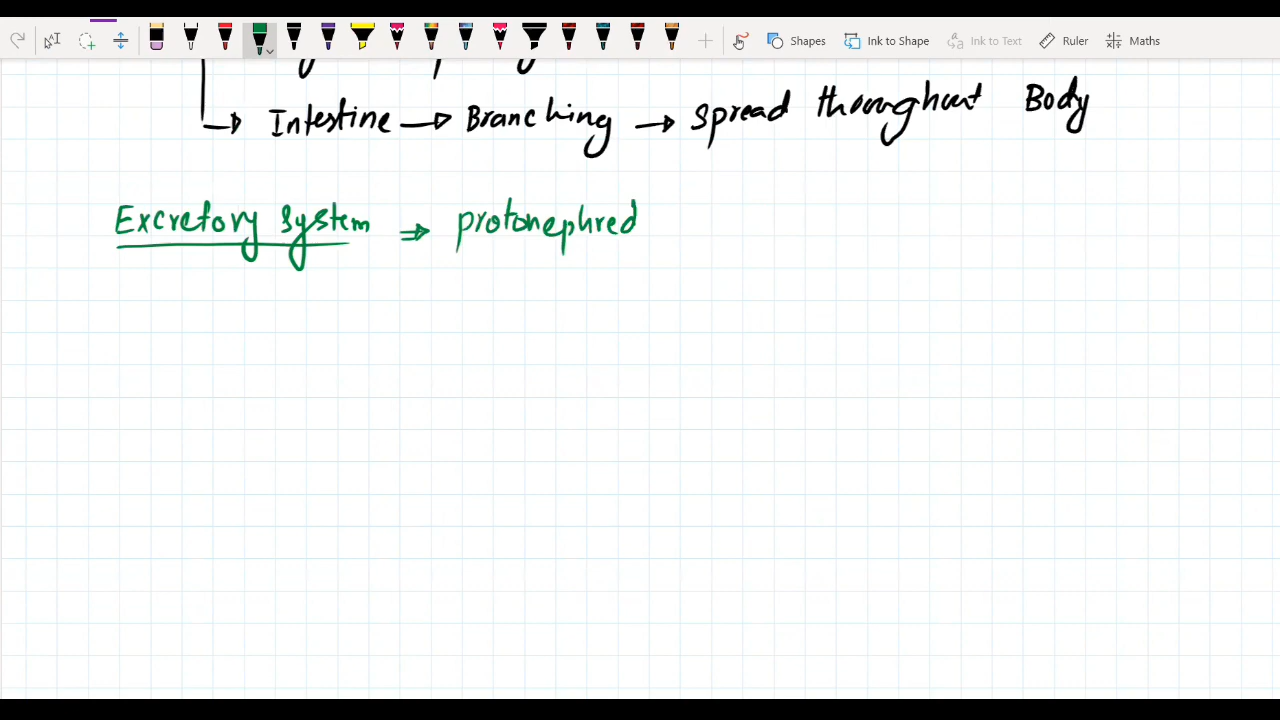 Shapes Ink to Shape Ink to Text Ruler Maths
Intestine → Branching → Spread throughout Body
Excretory System ⇒ protonephred